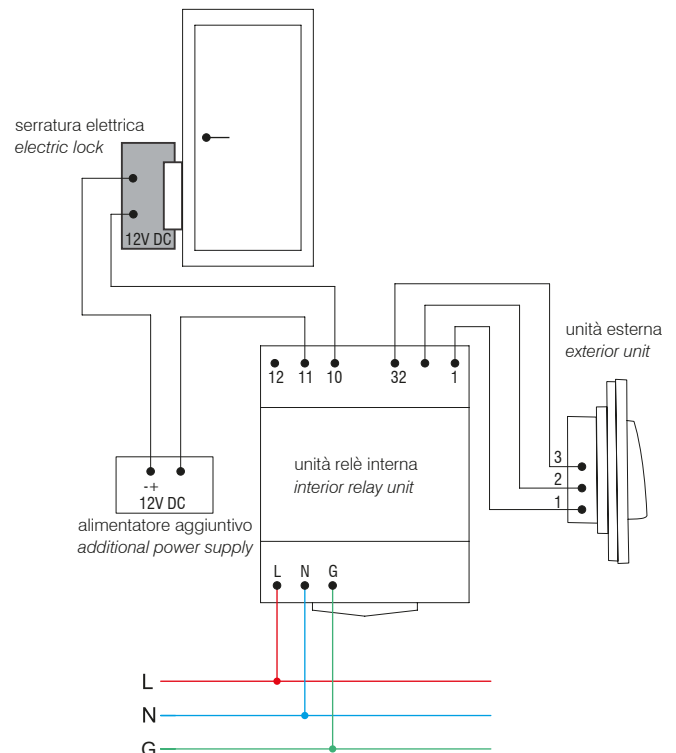 serratura elettrica
electric lock
12V DC
unità esterna
exterior unit
12 11 10 32 1
unità relè interna
interior relay unit
3
2
1
-+
12V DC
alimentatore aggiuntivo
additional power supply
L N G
L
N
G